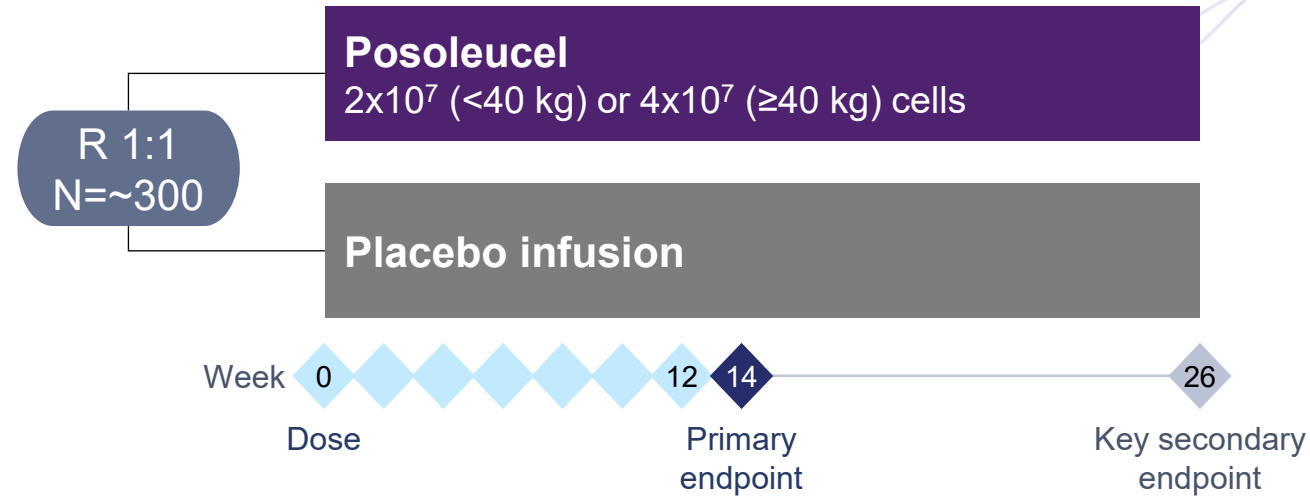 Posoleucel
2x10⁷ (<40 kg) or 4x10⁷ (≥40 kg) cells
R 1:1
N=~300
Placebo infusion
Week 0 12 14 26
Dose
Primary
endpoint
Key secondary
endpoint